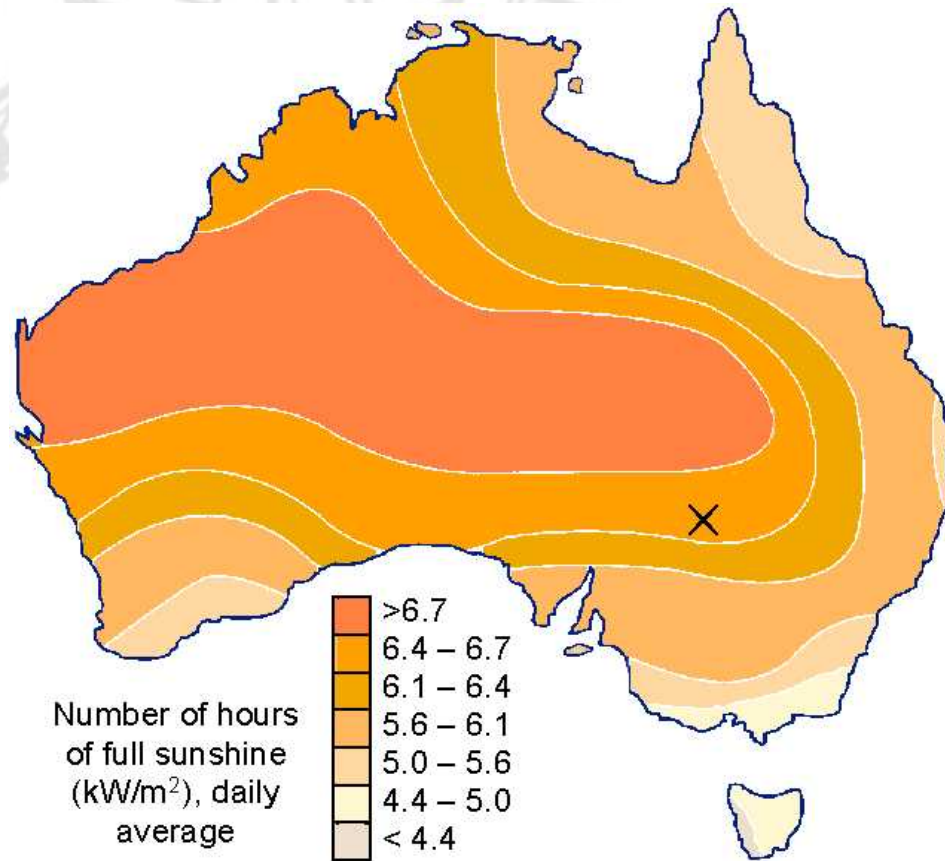 >6.7
6.4 – 6.7
6.1 – 6.4
5.6 – 6.1
5.0 – 5.6
4.4 – 5.0
< 4.4
Number of hours
of full sunshine
(kW/m²), daily
average